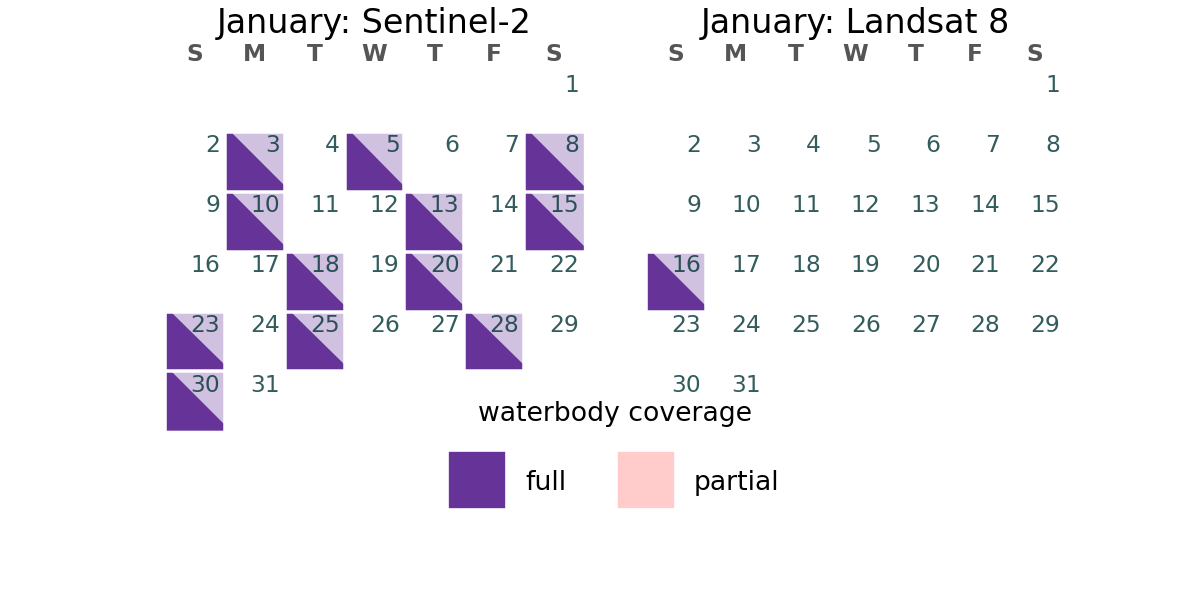 January: Sentinel-2
S M T W T F S
1
2 3 4 5 6 7 8
9 10 11 12 13 14 15
16 17 18 19 20 21 22
23 24 25 26 27 28 29
30 31
January: Landsat 8
S M T W T F S
1
2 3 4 5 6 7 8
9 10 11 12 13 14 15
16 17 18 19 20 21 22
23 24 25 26 27 28 29
30 31
waterbody coverage
full partial